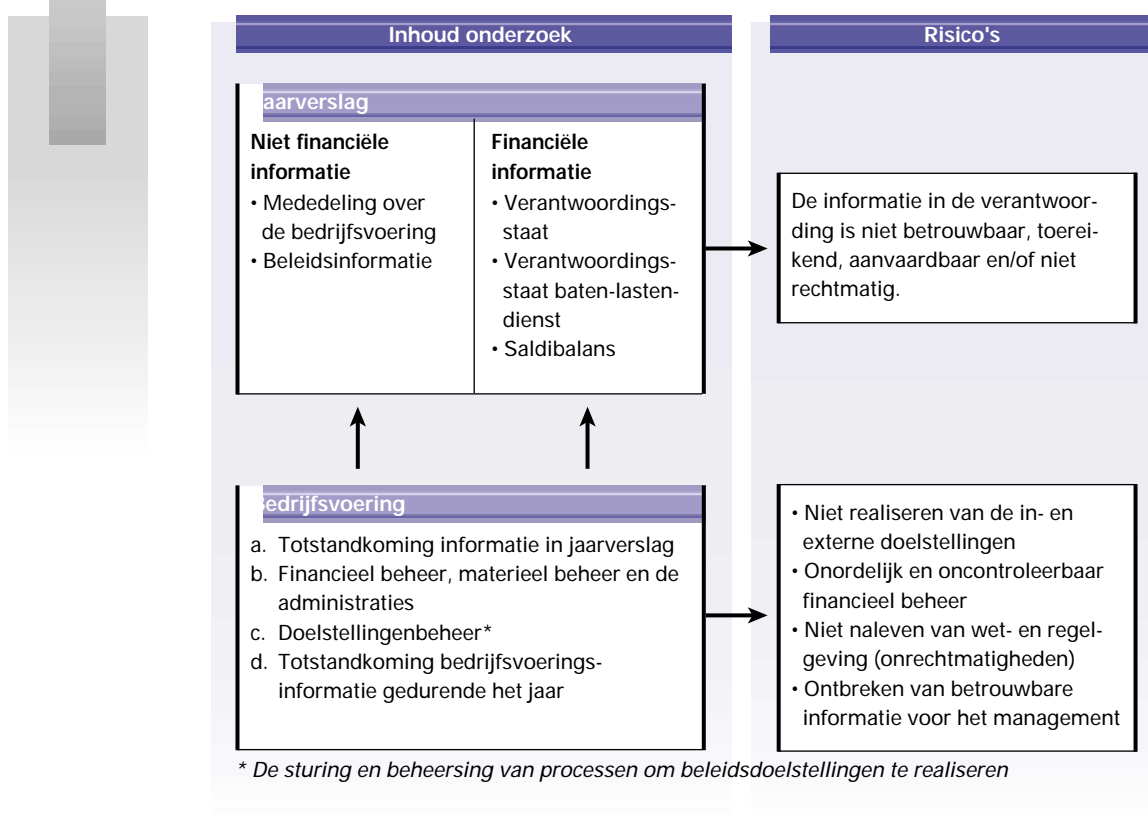 Inhoud onderzoek
Risico's
aarverslag
Niet financiële
informatie
• Mededeling over
de bedrijfsvoering
• Beleidsinformatie
Financiële
informatie
• Verantwoordings-
staat
• Verantwoordings-
staat baten-lasten-
dienst
• Saldibalans
De informatie in de verantwoor-
ding is niet betrouwbaar, toerei-
kend, aanvaardbaar en/of niet
rechtmatig.
Bedrijfsvoering
a. Totstandkoming informatie in jaarverslag
b. Financieel beheer, materieel beheer en de
administraties
c. Doelstellingenbeheer*
d. Totstandkoming bedrijfsvoerings-
informatie gedurende het jaar
• Niet realiseren van de in- en
externe doelstellingen
• Onordelijk en oncontroleerbaar
financieel beheer
• Niet naleven van wet- en regel-
geving (onrechtmatigheden)
• Ontbreken van betrouwbare
informatie voor het management
* De sturing en beheersing van processen om beleidsdoelstellingen te realiseren